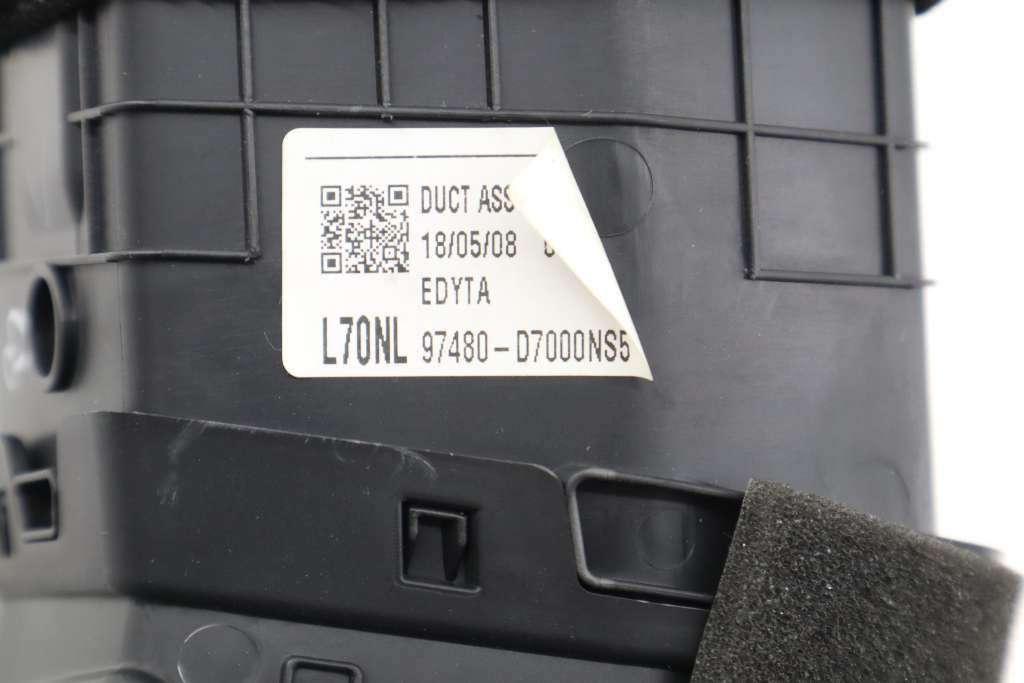 DUCT ASS
18/05/08
EDYTA
L70NL 97480-D7000NS5